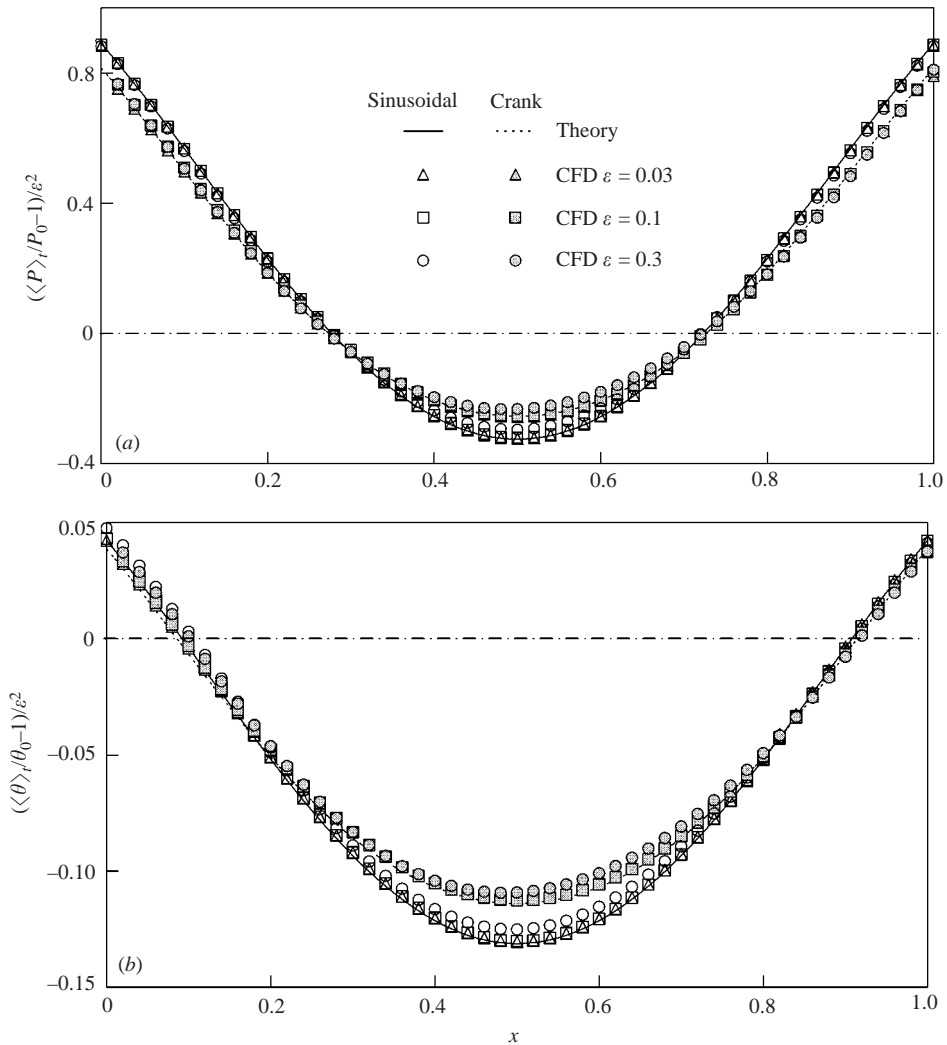 0.8
0.4
0
–0.4
(⟨P⟩t/P0–1)/ε2
Sinusoidal Crank
Theory
CFD ε = 0.03
CFD ε = 0.1
CFD ε = 0.3
(a)
0 0.2 0.4 0.6 0.8 1.0
0.05
0
–0.05
–0.10
–0.15
(⟨θ⟩t/θ0–1)/ε2
(b)
0 0.2 0.4 0.6 0.8 1.0
x